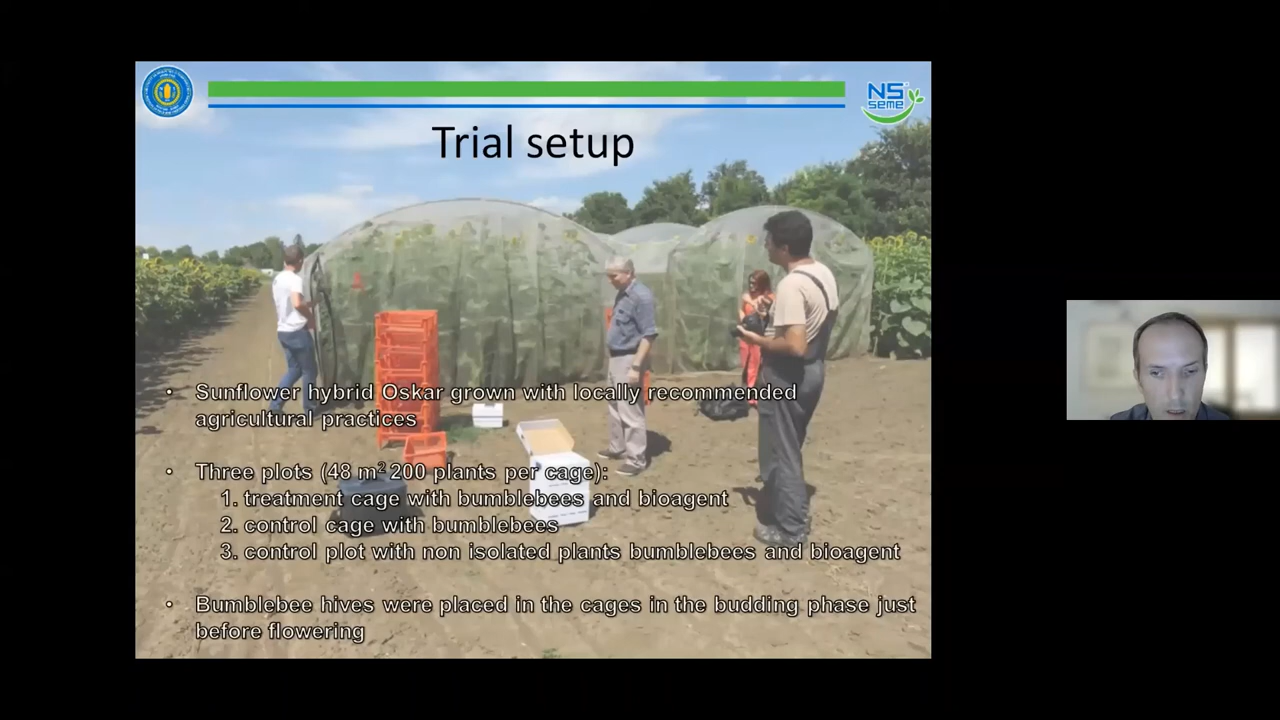 NS
seme
Trial setup
• Sunflower hybrid Oskar grown with locally recommended
agricultural practices
• Three plots (48 m² 200 plants per cage):
1. treatment cage with bumblebees and bioagent
2. control cage with bumblebees
3. control plot with non isolated plants bumblebees and bioagent
• Bumblebee hives were placed in the cages in the budding phase just
before flowering